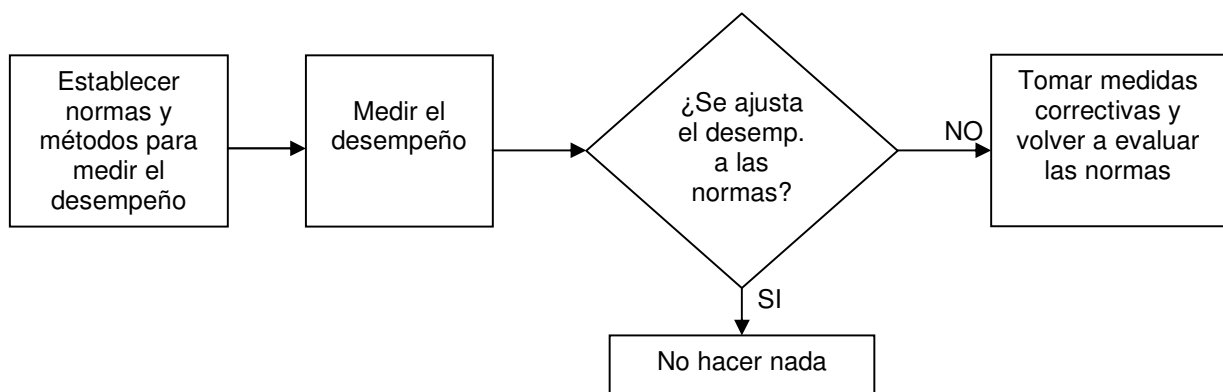 Establecer
normas y
métodos para
medir el
desempeño
Medir el
desempeño
¿Se ajusta
el desemp.
a las
normas?
NO
Tomar medidas
correctivas y
volver a evaluar
las normas
SI
No hacer nada